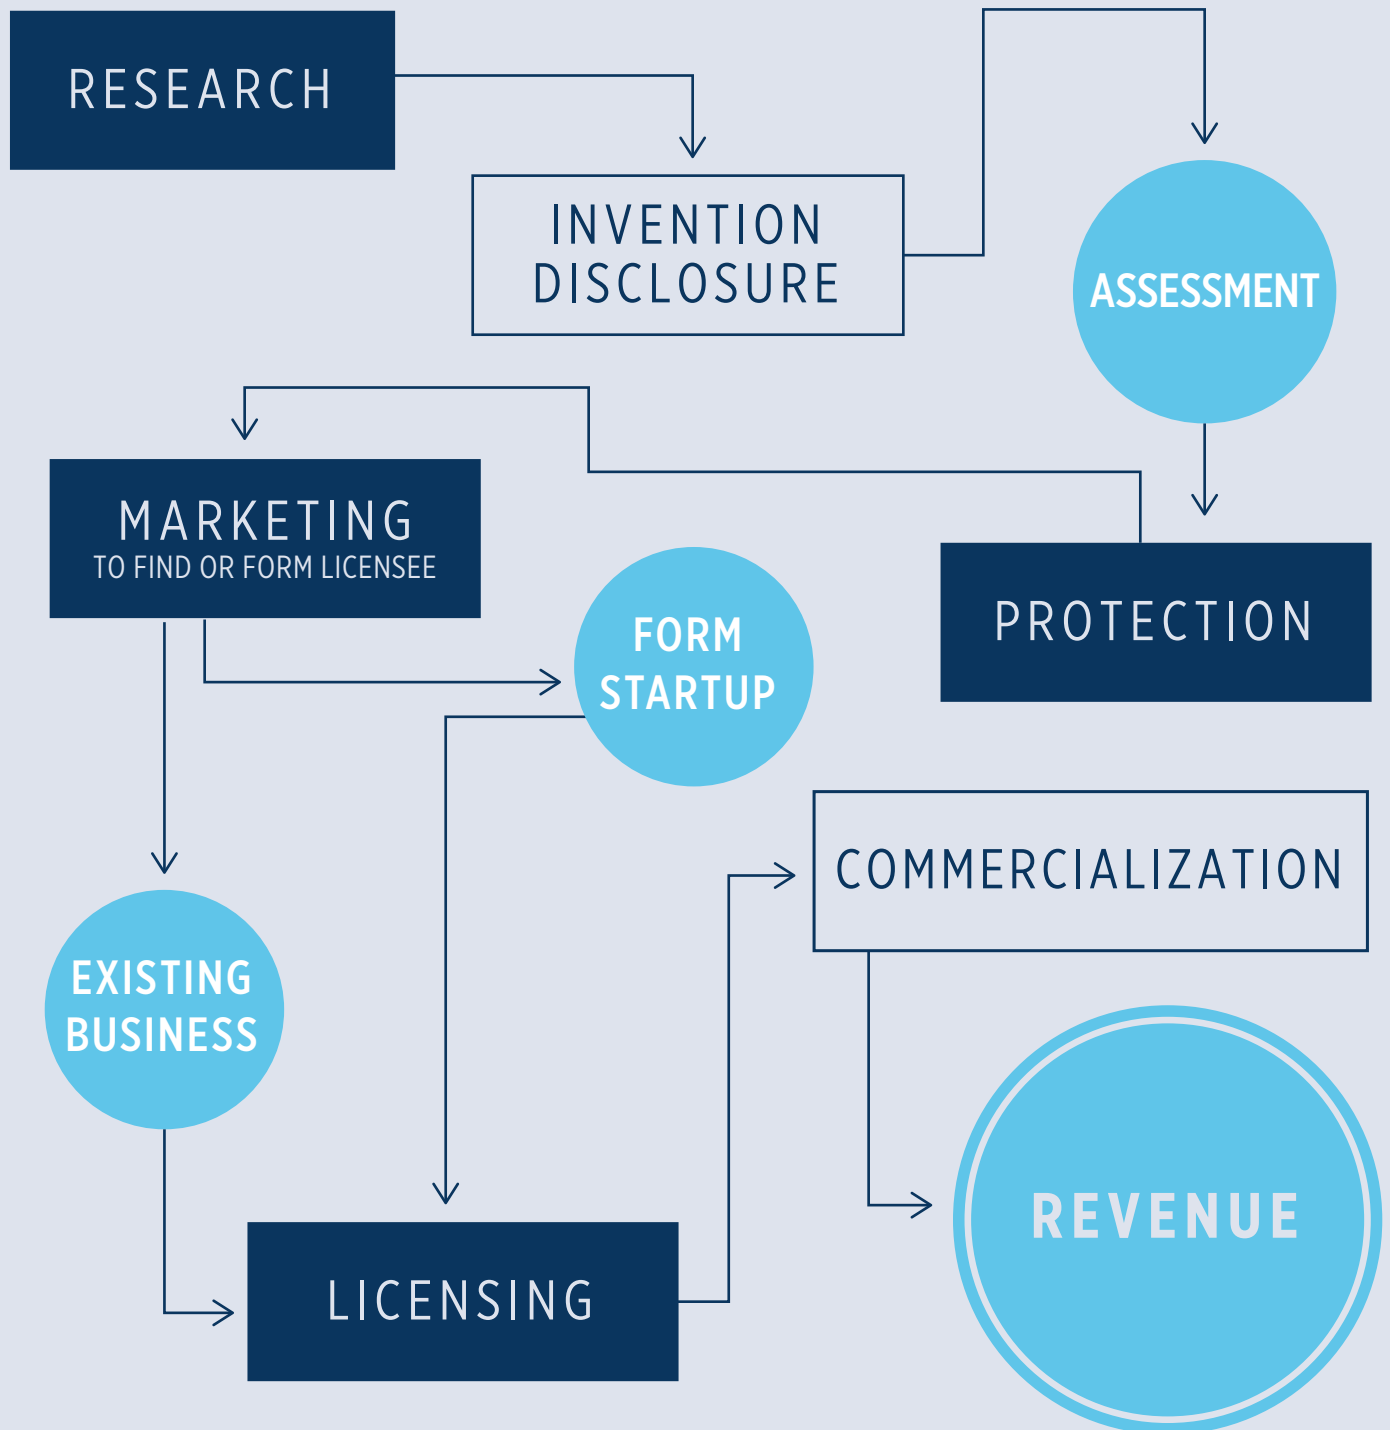 RESEARCH
INVENTION
DISCLOSURE
ASSESSMENT
PROTECTION
MARKETING
TO FIND OR FORM LICENSEE
FORM
STARTUP
EXISTING
BUSINESS
LICENSING
COMMERCIALIZATION
REVENUE